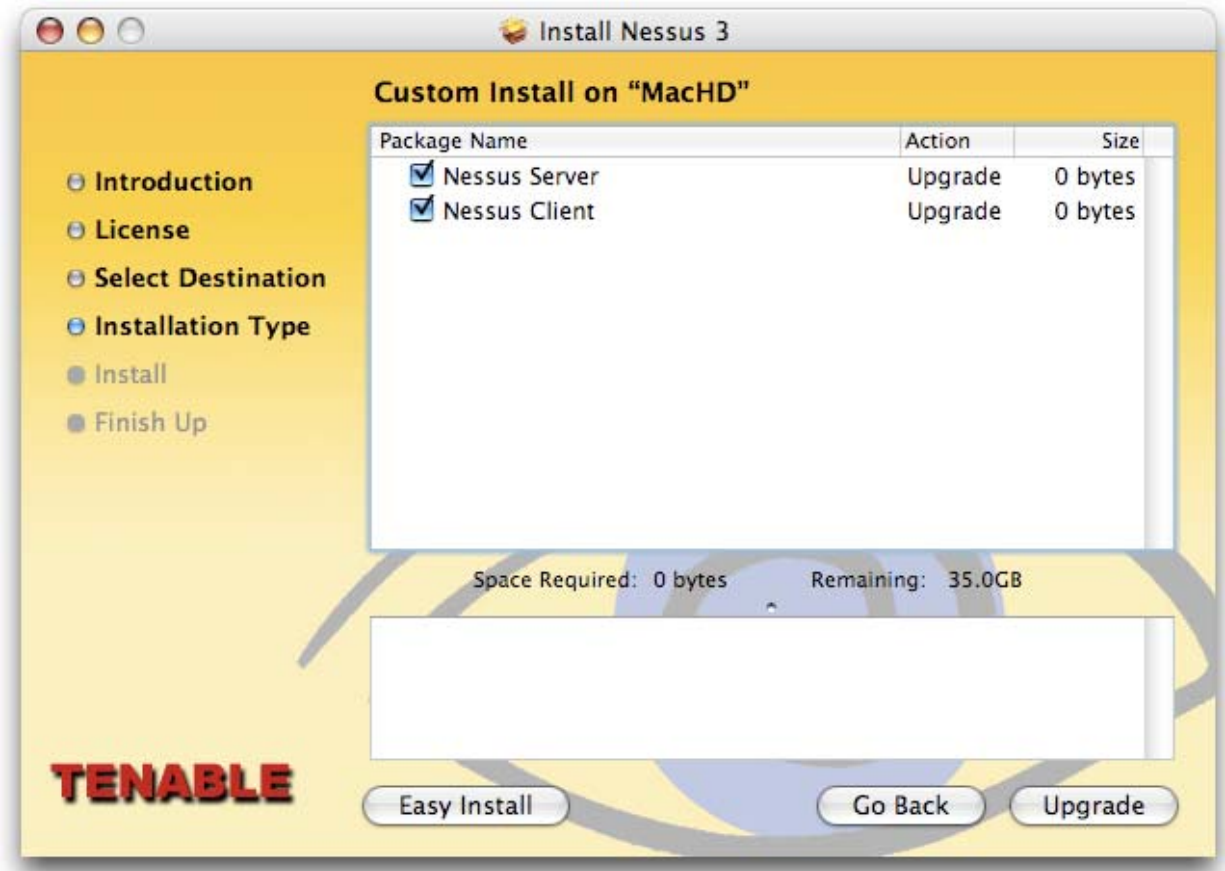 Install Nessus 3
Custom Install on “MacHD”
Introduction
License
Select Destination
Installation Type
Install
Finish Up
Package Name Action Size
Nessus Server Upgrade 0 bytes
Nessus Client Upgrade 0 bytes
Space Required: 0 bytes Remaining: 35.0GB
TENABLE
Easy Install Go Back Upgrade